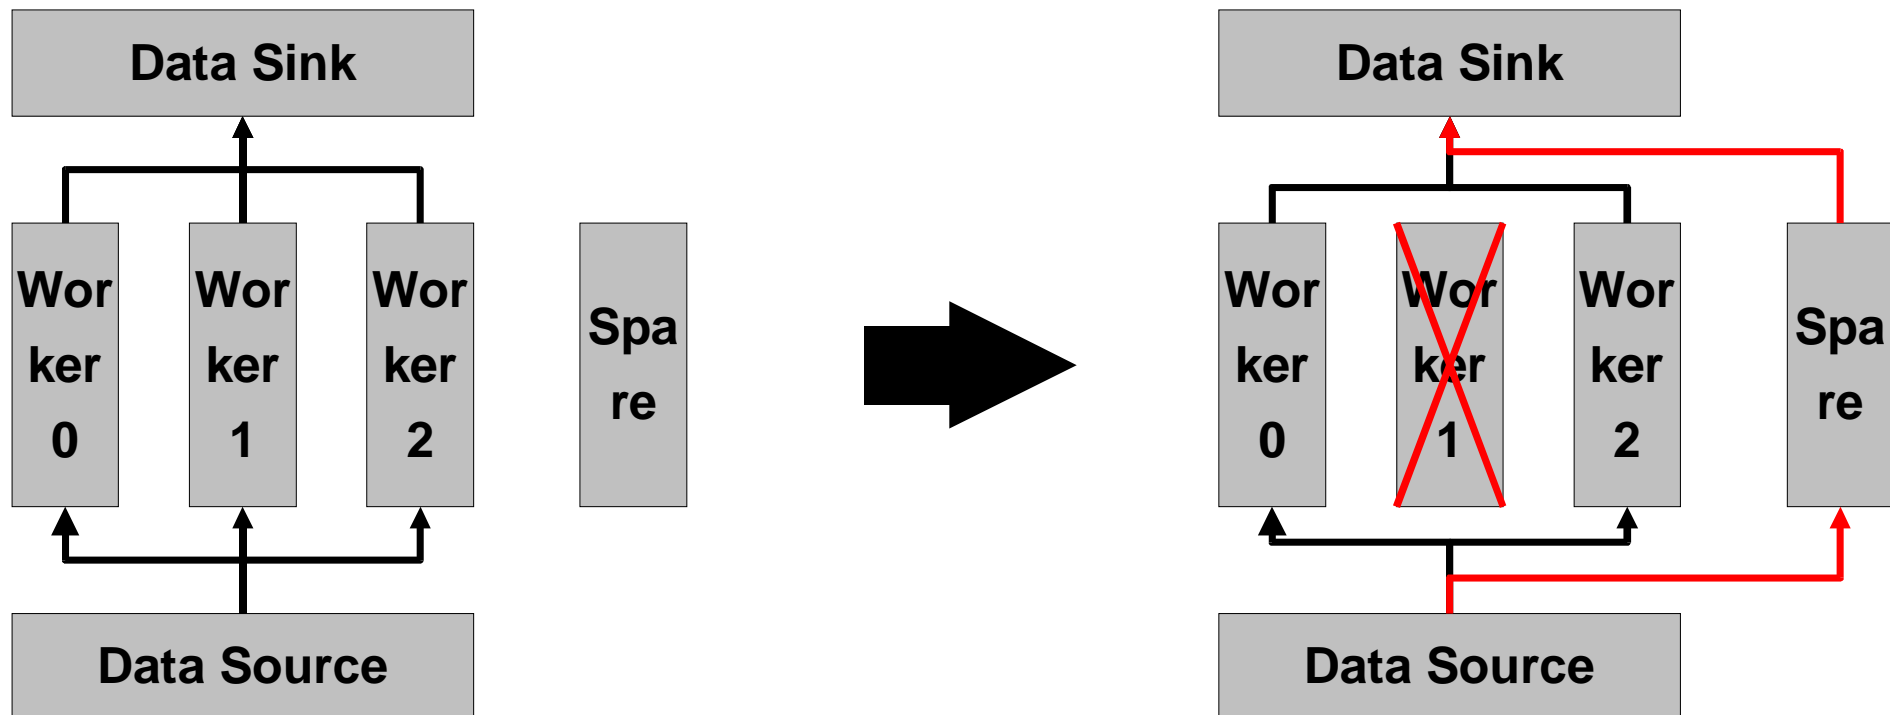 Data Sink
Wor
ker
0
Wor
ker
1
Wor
ker
2
Spa
re
Data Source
Data Sink
Wor
ker
0
Wor
ker
1
Wor
ker
2
Spa
re
Data Source